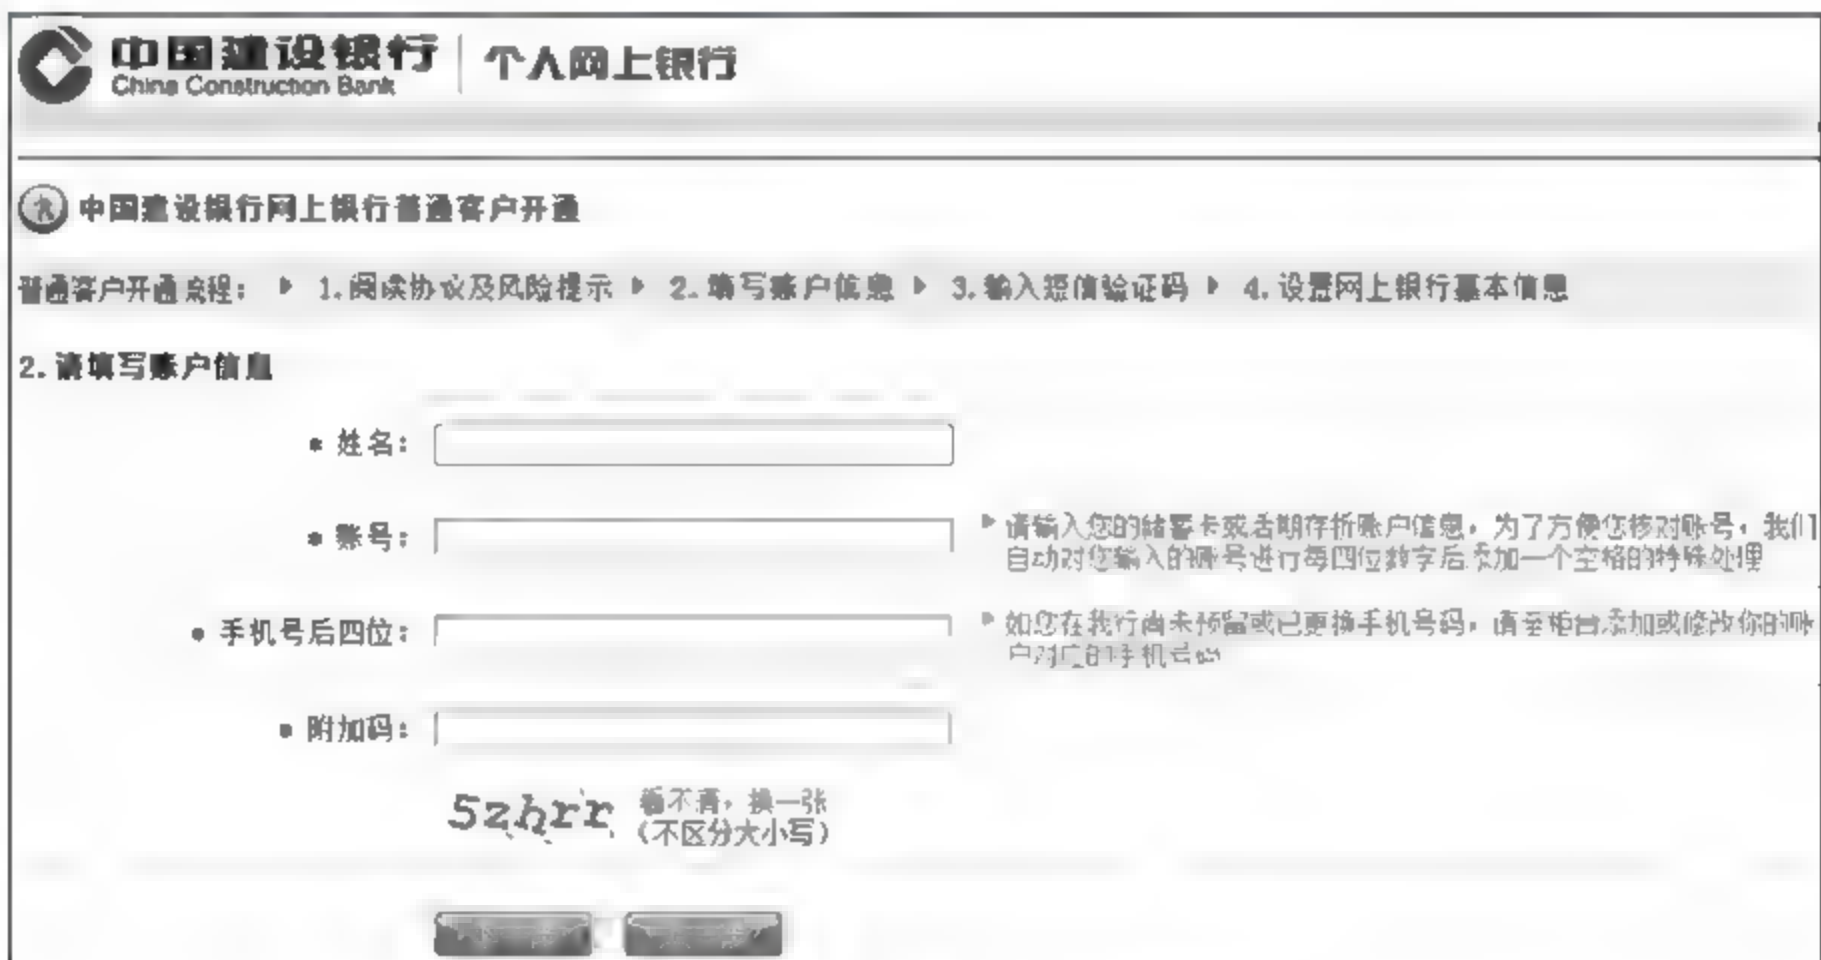 中国建设银行 个人网上银行
China Construction Bank
中国建设银行网上银行普通客户开通
普通客户开通流程: 1.阅读协议及风险提示 2.填写账户信息 3.输入短信验证码 4.设置网上银行基本信息
2.请填写账户信息
* 姓名:
* 账号:
请输入您的储蓄卡或活期存折账户信息,为了方便您核对账号,我们
自动对您输入的账号进行每四位数字后添加一个空格的特殊处理
* 手机号后四位:
如您在我行尚未预留或已更换手机号码,请至柜台添加或修改你的账
户对应的手机号码
* 附加码:
5zhrr 看不清,换一张
(不区分大小写)